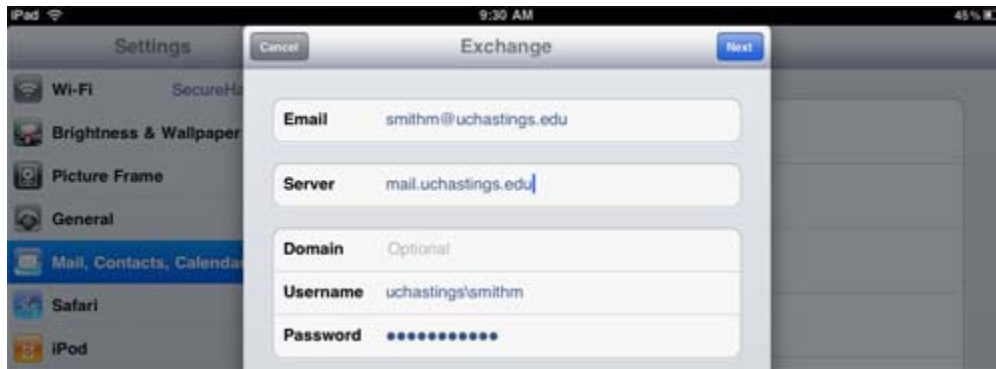 iPad 9:30 AM 45%
Settings
Cancel Exchange Next
Wi-Fi
Email smithm@uchastings.edu
Brightness & Wallpaper
Picture Frame
Server mail.uchastings.edu
General
Domain Optional
Mail, Contacts, Calendar
Username uchastings\smithm
Safari
Password •••••••••••
iPod